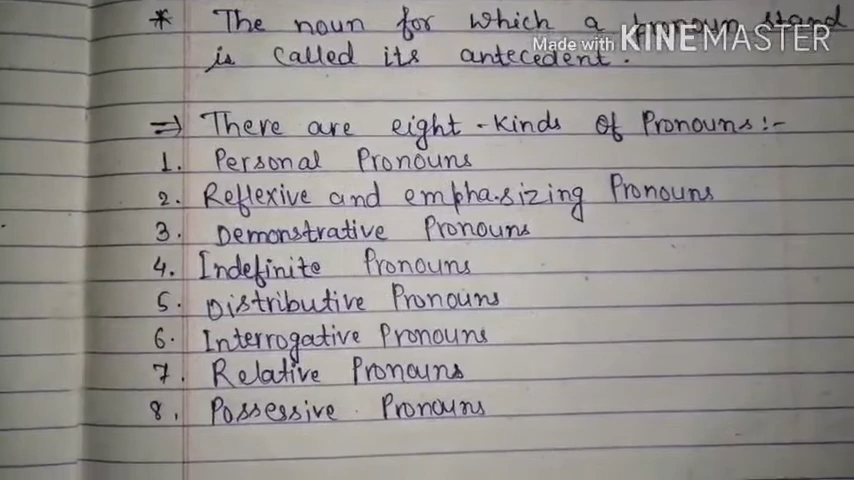 * The noun for which a pronoun stand
is called its antecedent.
Made with KINEMASTER
=> There are eight - kinds of Pronouns :-
1. Personal Pronouns
2. Reflexive and emphasizing Pronouns
3. Demonstrative Pronouns
4. Indefinite Pronouns
5. Distributive Pronouns
6. Interrogative Pronouns
7. Relative Pronouns
8. Possessive Pronouns